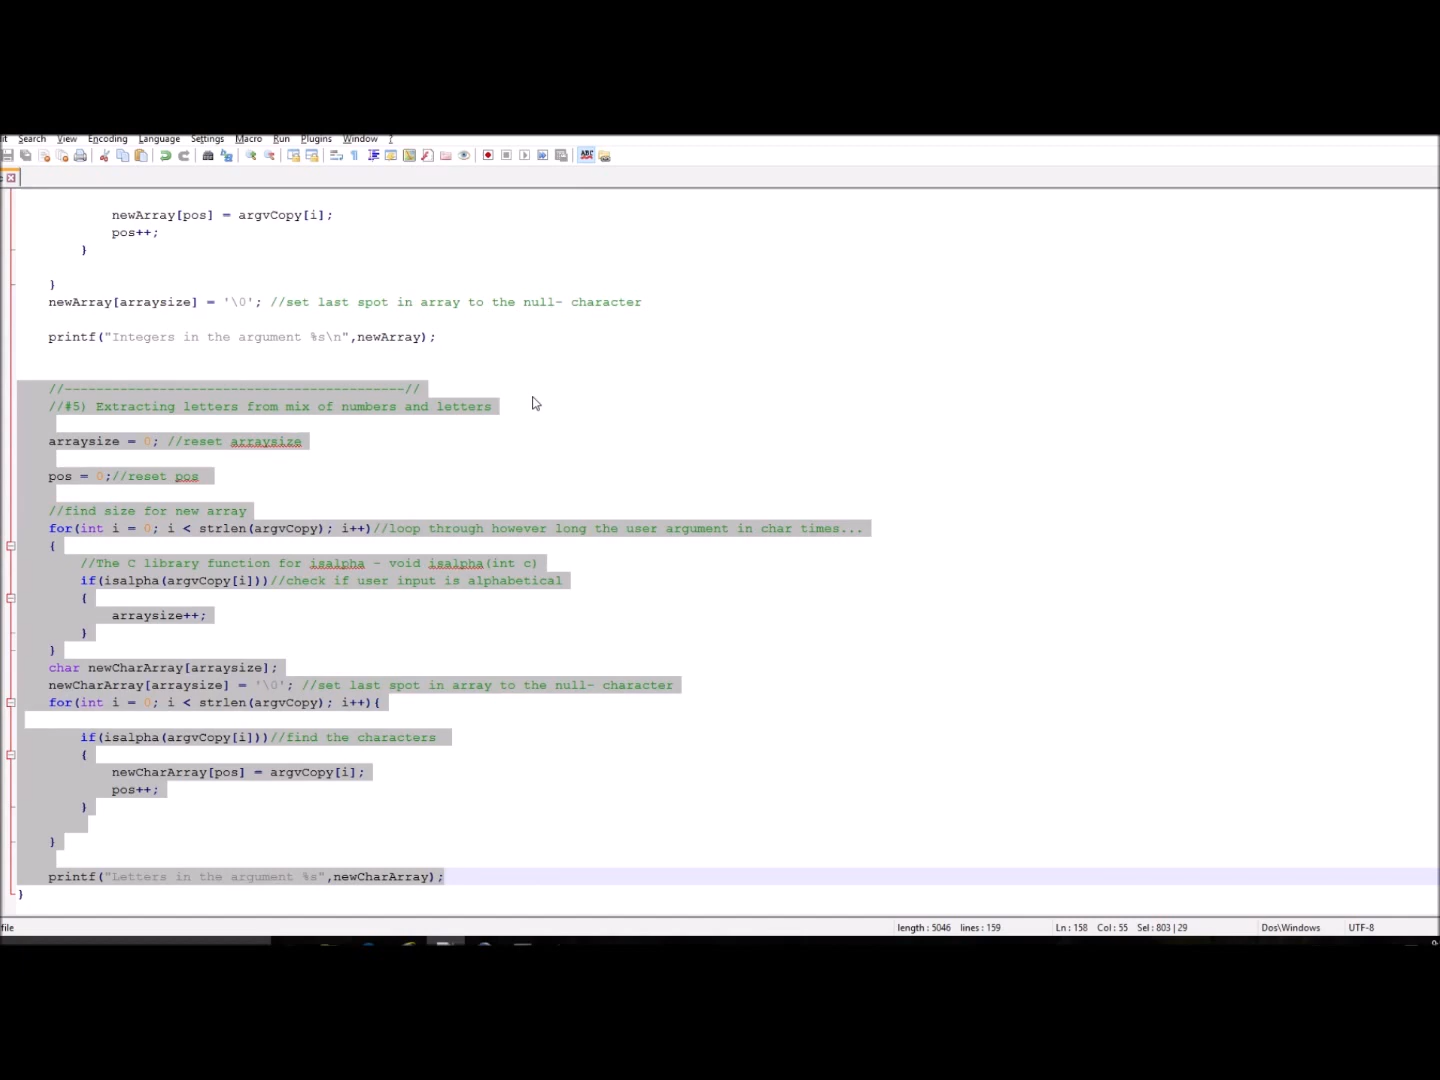 Search View Encoding Language Settings Macro Run Plugins Window ?
newArray[pos] = argvCopy[i];
pos++;
}
}
newArray[arraysize] = '\0'; //set last spot in array to the null- character
printf("Integers in the argument %s\n",newArray);
//-------------------------------------------//
//#5) Extracting letters from mix of numbers and letters
arraysize = 0; //reset arraysize
pos = 0;//reset pos
//find size for new array
for(int i = 0; i < strlen(argvCopy); i++)//loop through however long the user argument in char times...
{
//The C library function for isalpha - void isalpha(int c)
if(isalpha(argvCopy[i]))//check if user input is alphabetical
{
arraysize++;
}
}
char newCharArray[arraysize];
newCharArray[arraysize] = '\0'; //set last spot in array to the null- character
for(int i = 0; i < strlen(argvCopy); i++){
if(isalpha(argvCopy[i]))//find the characters
{
newCharArray[pos] = argvCopy[i];
pos++;
}
}
printf("Letters in the argument %s",newCharArray);
}
file length : 5046 lines : 159 Ln : 158 Col : 55 Sel : 803 | 29 Dos\Windows UTF-8